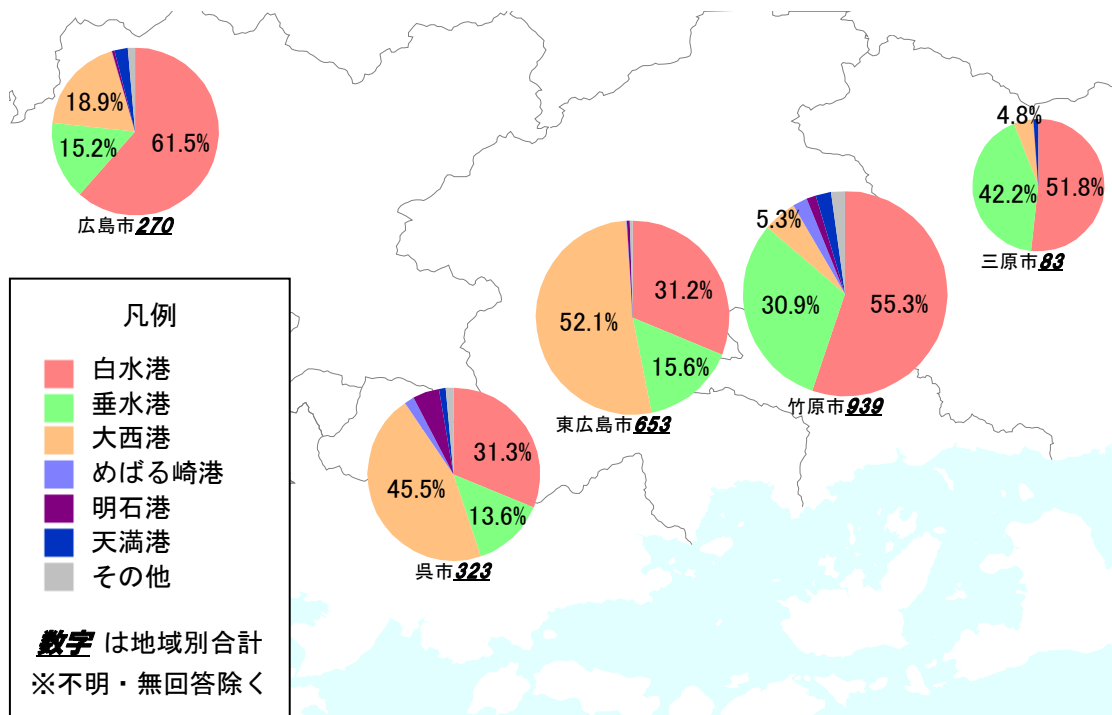 18.9%
15.2%
61.5%
広島市270
4.8%
42.2%
51.8%
三原市83
5.3%
30.9%
55.3%
竹原市939
31.2%
52.1%
15.6%
東広島市653
31.3%
45.5%
13.6%
呉市323
凡例
白水港
垂水港
大西港
めばる崎港
明石港
天満港
その他
数字 は地域別合計
※不明・無回答除く